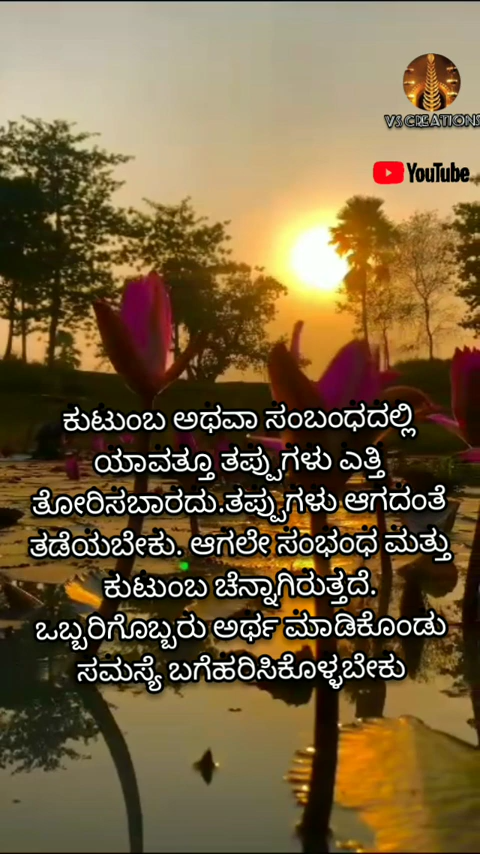 VS CREATIONS
YouTube
ಕುಟುಂಬ ಅಥವಾ ಸಂಬಂಧದಲ್ಲಿ
ಯಾವತ್ತೂ ತಪ್ಪುಗಳು ಎತ್ತಿ
ತೋರಿಸಬಾರದು.ತಪ್ಪುಗಳು ಆಗದಂತೆ
ತಡೆಯಬೇಕು. ಆಗಲೇ ಸಂಭಂಧ ಮತ್ತು
ಕುಟುಂಬ ಚೆನ್ನಾಗಿರುತ್ತದೆ.
ಒಬ್ಬರಿಗೊಬ್ಬರು ಅರ್ಥ ಮಾಡಿಕೊಂಡು
ಸಮಸ್ಯೆ ಬಗೆಹರಿಸಿಕೊಳ್ಳಬೇಕು